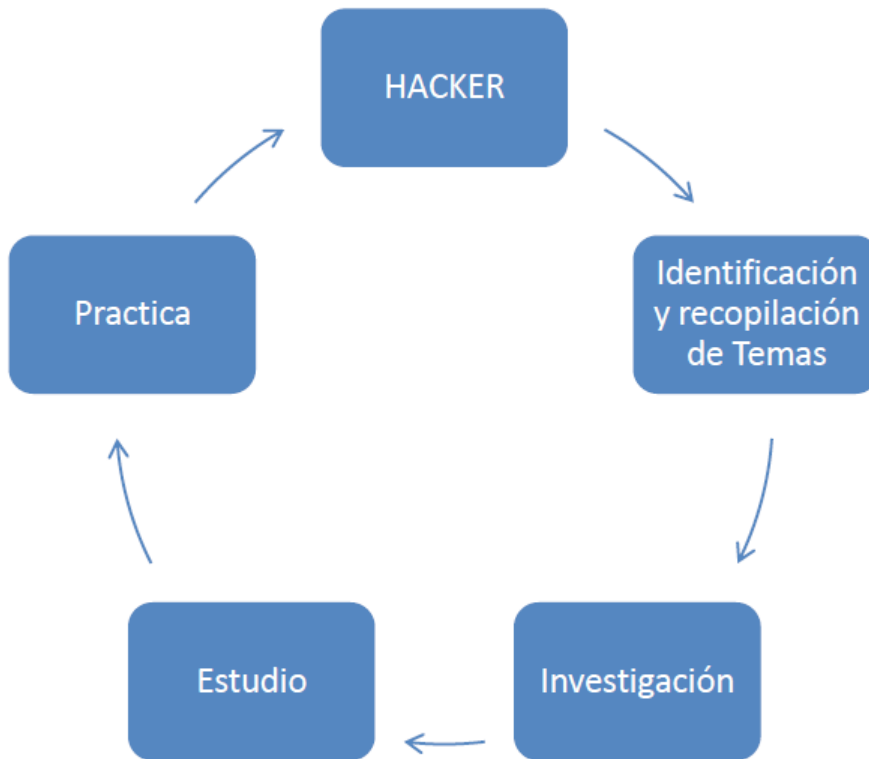 HACKER
Identificación
y recopilación
de Temas
Investigación
Estudio
Practica